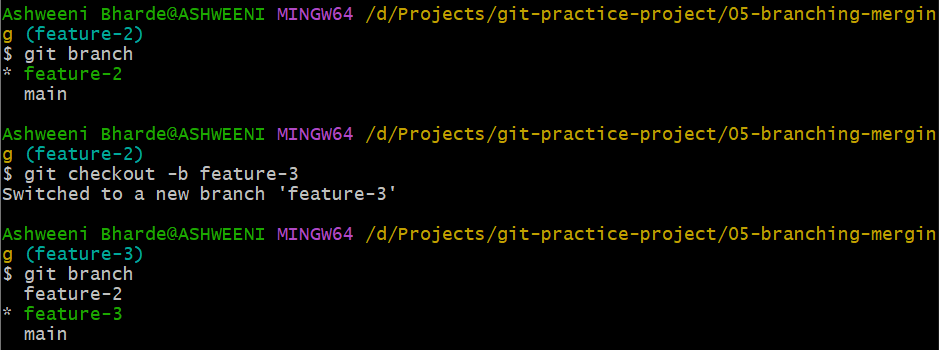 Ashweeni Bharde@ASHWEENI MINGW64 /d/Projects/git-practice-project/05-branching-mergin
g (feature-2)
$ git branch
* feature-2
  main

Ashweeni Bharde@ASHWEENI MINGW64 /d/Projects/git-practice-project/05-branching-mergin
g (feature-2)
$ git checkout -b feature-3
Switched to a new branch 'feature-3'

Ashweeni Bharde@ASHWEENI MINGW64 /d/Projects/git-practice-project/05-branching-mergin
g (feature-3)
$ git branch
  feature-2
* feature-3
  main